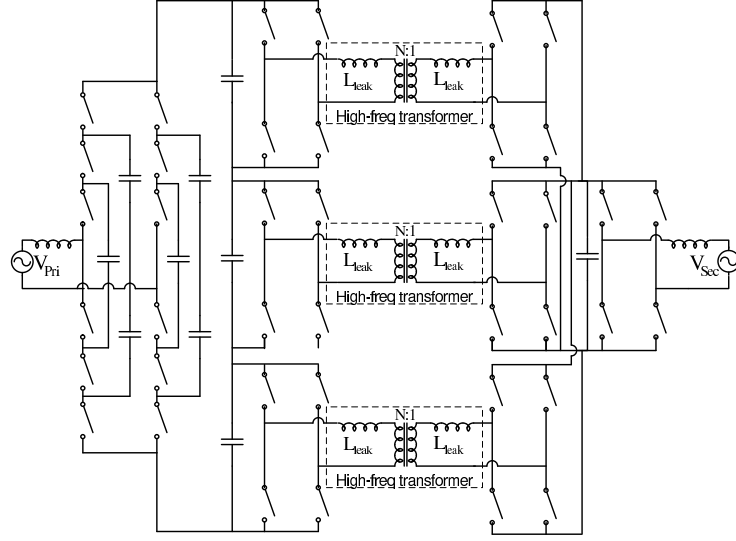 N:1
L_leak L_leak
High-freq transformer
N:1
V_Pri L_leak L_leak V_Sec
High-freq transformer
N:1
L_leak L_leak
High-freq transformer